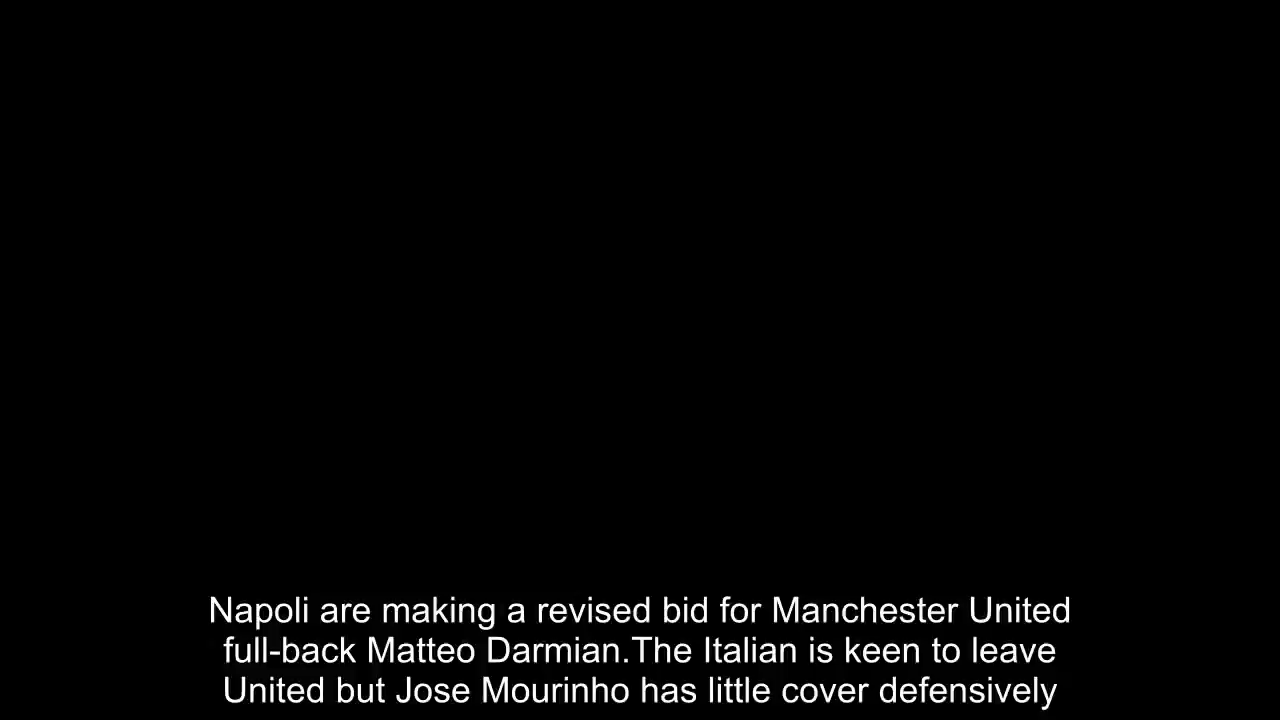 Napoli are making a revised bid for Manchester United
full-back Matteo Darmian.The Italian is keen to leave
United but Jose Mourinho has little cover defensively